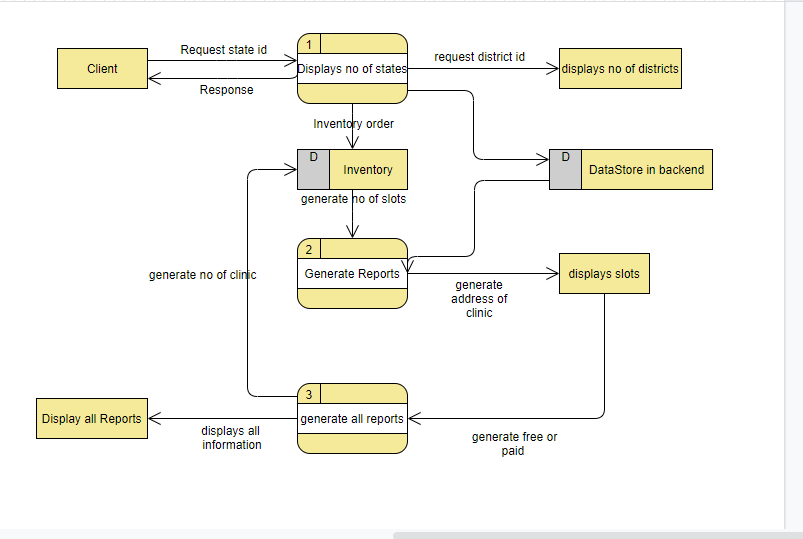 1
Request state id
request district id
Client
Displays no of states
displays no of districts
Response
Inventory order
D
Inventory
D
DataStore in backend
generate no of slots
2
generate no of clinic
Generate Reports
displays slots
generate
address of
clinic
3
Display all Reports
generate all reports
displays all
information
generate free or
paid